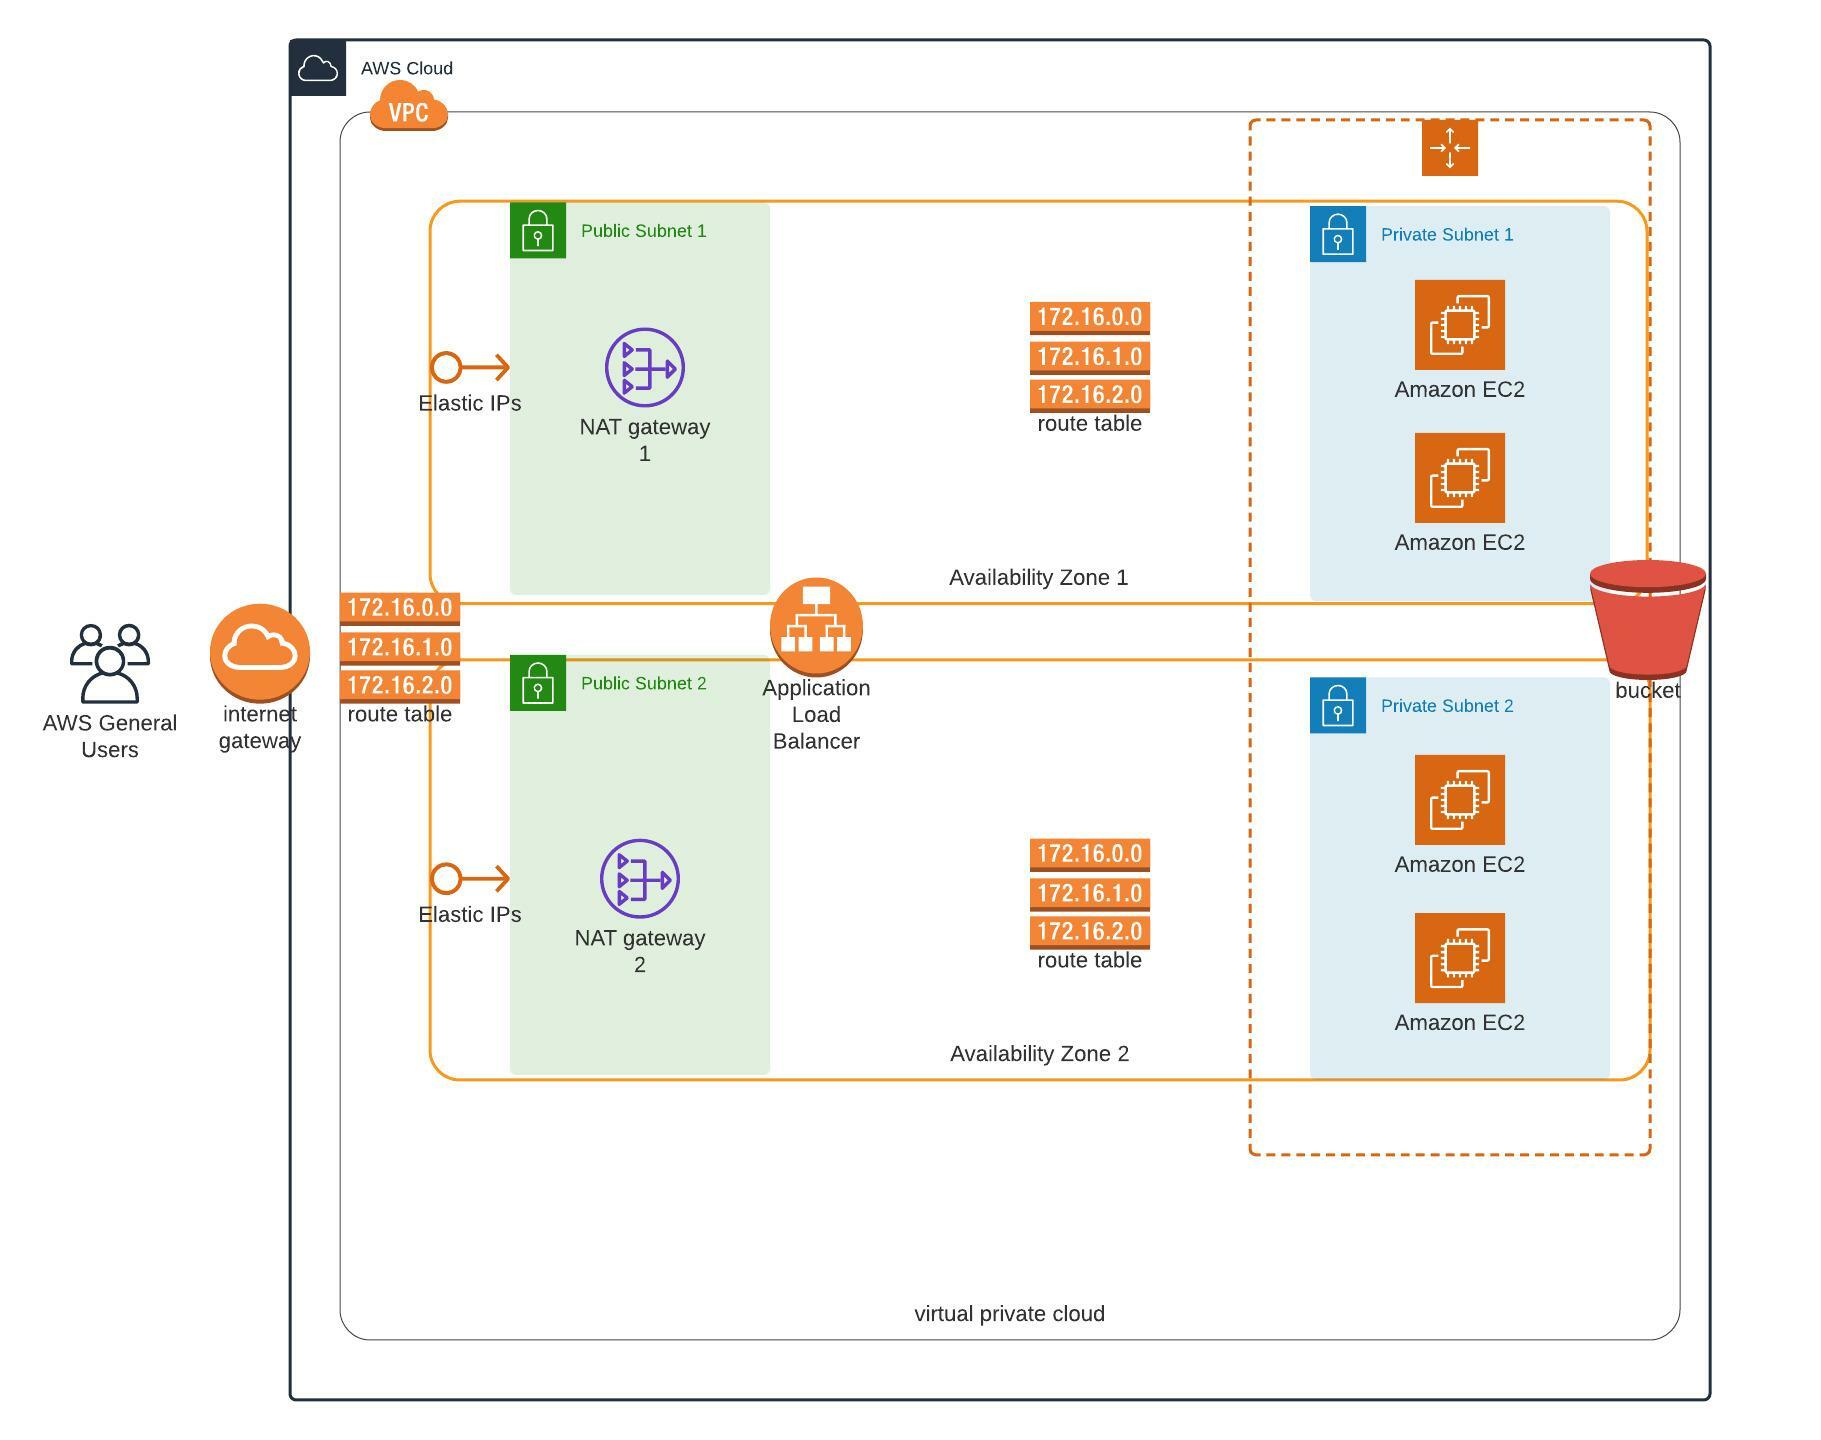 AWS Cloud
VPC
Public Subnet 1
Private Subnet 1
172.16.0.0
172.16.1.0
172.16.2.0
route table
Elastic IPs
NAT gateway
1
Amazon EC2
Amazon EC2
Availability Zone 1
AWS General
Users
internet
gateway
172.16.0.0
172.16.1.0
172.16.2.0
route table
Public Subnet 2
Application
Load
Balancer
bucket
Private Subnet 2
Elastic IPs
NAT gateway
2
172.16.0.0
172.16.1.0
172.16.2.0
route table
Amazon EC2
Amazon EC2
Availability Zone 2
virtual private cloud